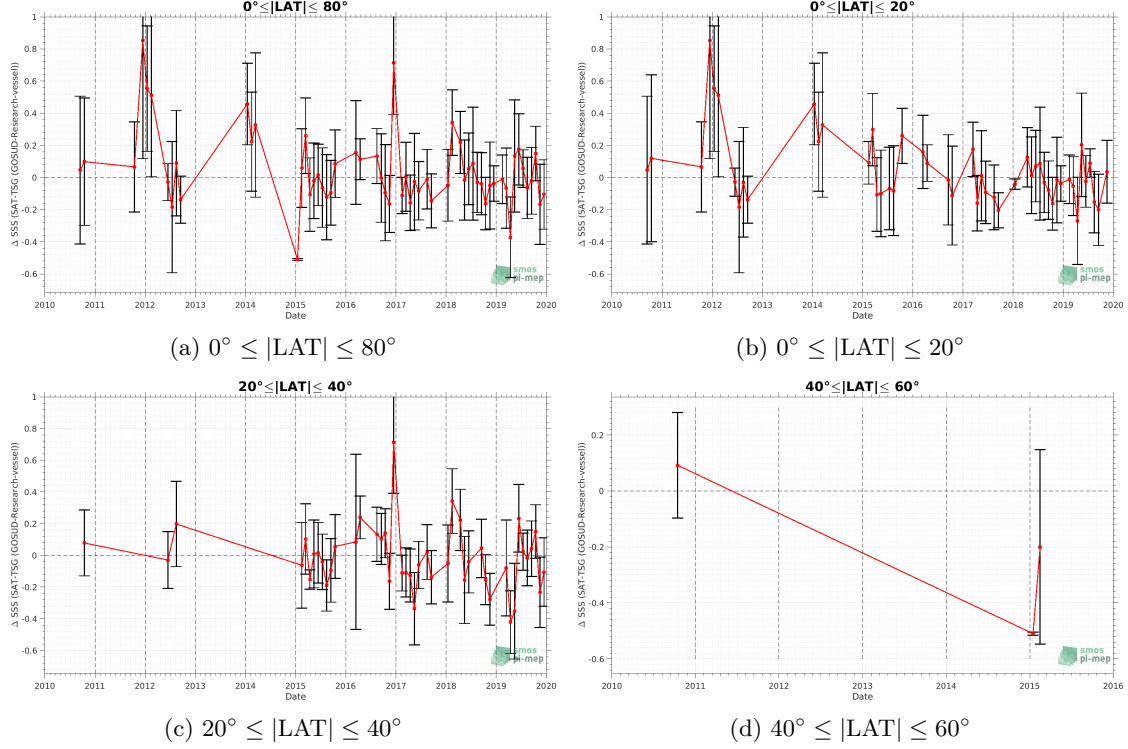 0°≤|LAT|≤ 80°
1
0.8
0.6
0.4
0.2
0
-0.2
-0.4
-0.6
Δ SSS (SAT-TSG (GOSUD-Research-vessel))
2010 2011 2012 2013 2014 2015 2016 2017 2018 2019 2020
Date
smos
pi-mep
(a) 0° ≤ |LAT| ≤ 80°
0°≤|LAT|≤ 20°
1
0.8
0.6
0.4
0.2
0
-0.2
-0.4
-0.6
Δ SSS (SAT-TSG (GOSUD-Research-vessel))
2010 2011 2012 2013 2014 2015 2016 2017 2018 2019 2020
Date
smos
pi-mep
(b) 0° ≤ |LAT| ≤ 20°
20°≤|LAT|≤ 40°
1
0.8
0.6
0.4
0.2
0
-0.2
-0.4
-0.6
Δ SSS (SAT-TSG (GOSUD-Research-vessel))
2010 2011 2012 2013 2014 2015 2016 2017 2018 2019 2020
Date
smos
pi-mep
(c) 20° ≤ |LAT| ≤ 40°
40°≤|LAT|≤ 60°
0.2
0
-0.2
-0.4
-0.6
Δ SSS (SAT-TSG (GOSUD-Research-vessel))
2010 2011 2012 2013 2014 2015 2016
Date
smos
pi-mep
(d) 40° ≤ |LAT| ≤ 60°